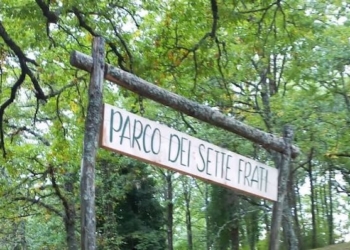 PARCO DEI SETTE FRATI